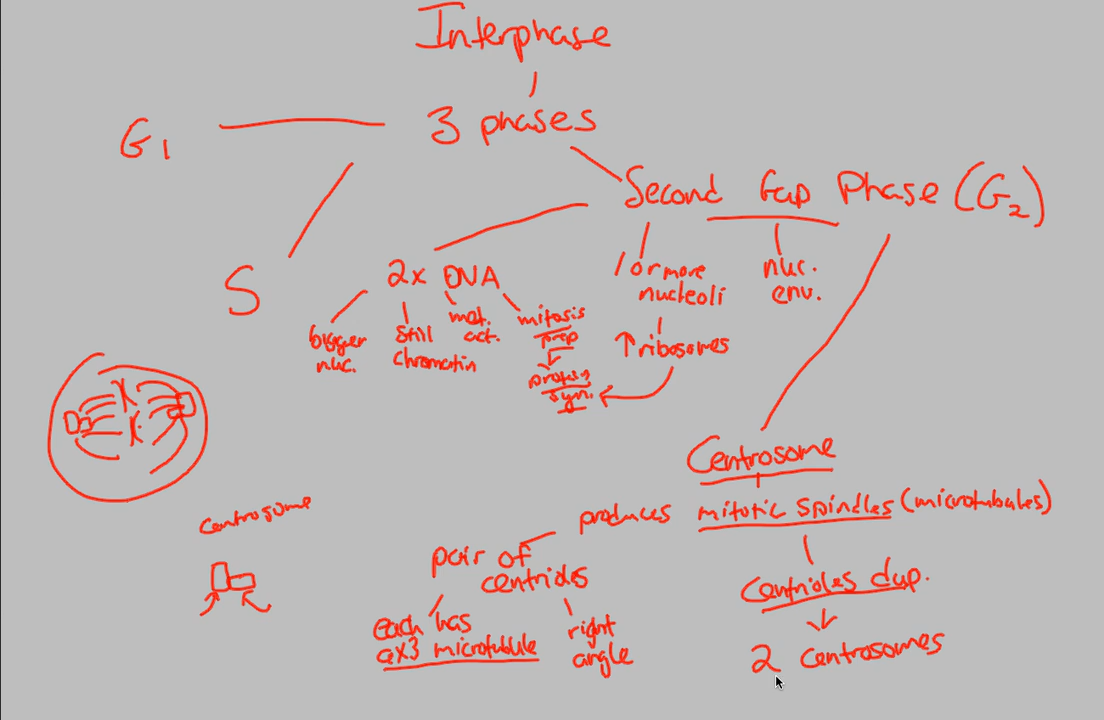 Interphase
3 phases
G1
S
Second Gap Phase (G2)
2x DNA
bigger
nuc.
still
chromatin
met.
act.
mitosis
prep
protein
syn.
1 or more
nucleoli
↑ribosomes
nuc.
env.
Centrosome
produces mitotic spindles (microtubules)
pair of
centrioles
each has
9x3 microtubule
right
angle
Centrioles dup.
2 centrosomes
centrosome